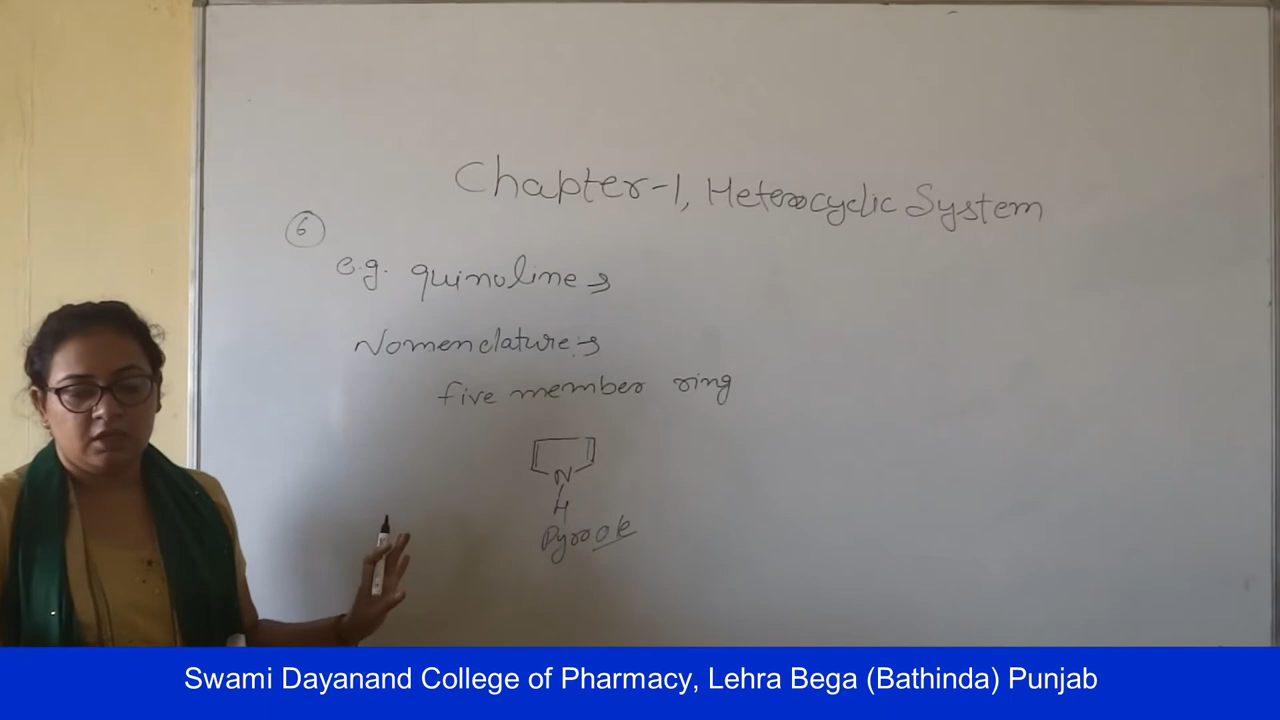 Chapter-1, Heterocyclic System
6
e.g. quinoline →
Nomenclature :→
five member ring
N
H
Pyrrole
Swami Dayanand College of Pharmacy, Lehra Bega (Bathinda) Punjab